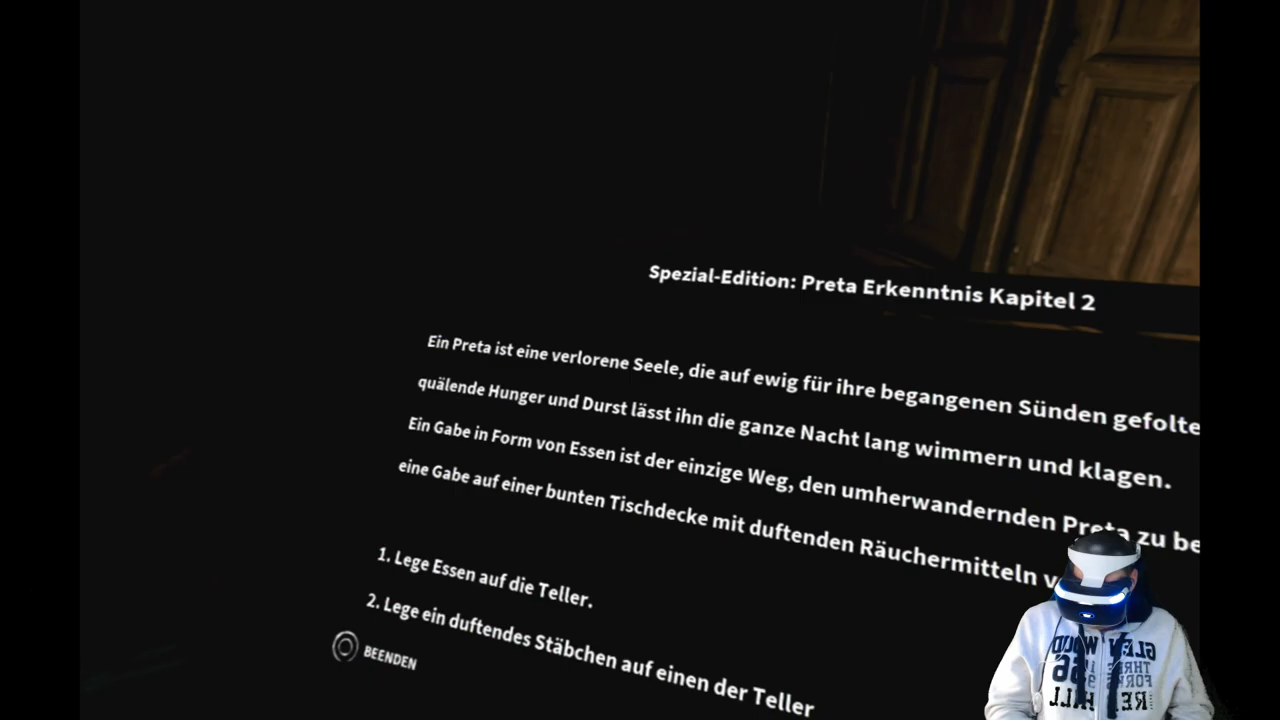 Spezial-Edition: Preta Erkenntnis Kapitel 2
Ein Preta ist eine verlorene Seele, die auf ewig für ihre begangenen Sünden
quälende Hunger und Durst lässt ihn die ganze Nacht lang wimmern und klagen.
Ein Gabe in Form von Essen ist der einzige Weg, den umherwandernden Preta zu
eine Gabe auf einer bunten Tischdecke mit duftenden Räuchermitteln
1. Lege Essen auf die Teller.
2. Lege ein duftendes Stäbchen auf einen der Teller
BEENDEN